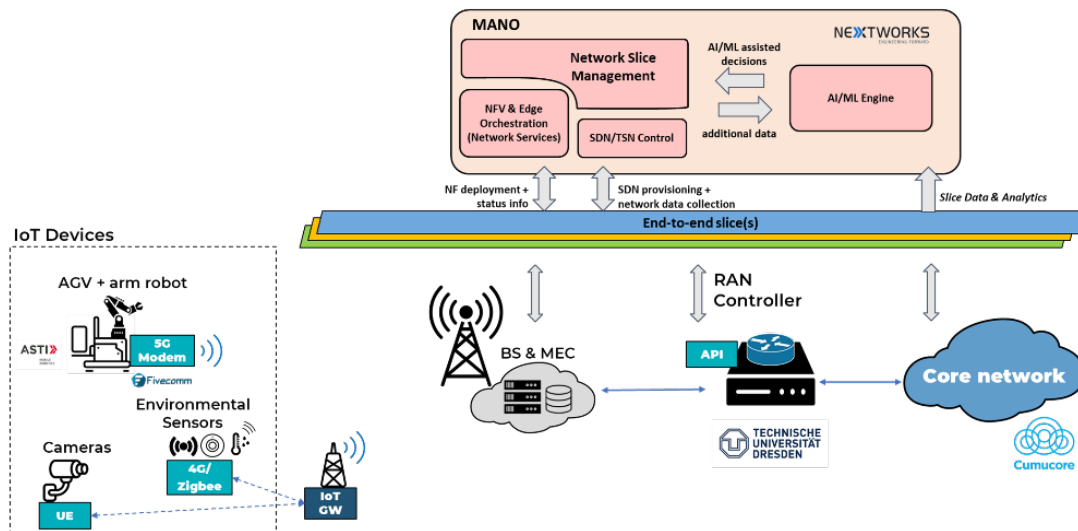 MANO
NEXTWORKS
ENGINEERING FORWARD
Network Slice
Management
AI/ML assisted
decisions
AI/ML Engine
NFV & Edge
Orchestration
(Network Services)
SDN/TSN Control
additional data
NF deployment +
status info
SDN provisioning +
network data collection
Slice Data & Analytics
End-to-end slice(s)
IoT Devices
AGV + arm robot
ASTI
MOBILE
ROBOTICS
5G
Modem
Fivecomm
Environmental
Sensors
4G/
Zigbee
Cameras
UE
IoT
GW
BS & MEC
RAN
Controller
API
TECHNISCHE
UNIVERSITÄT
DRESDEN
Core network
Cumucore